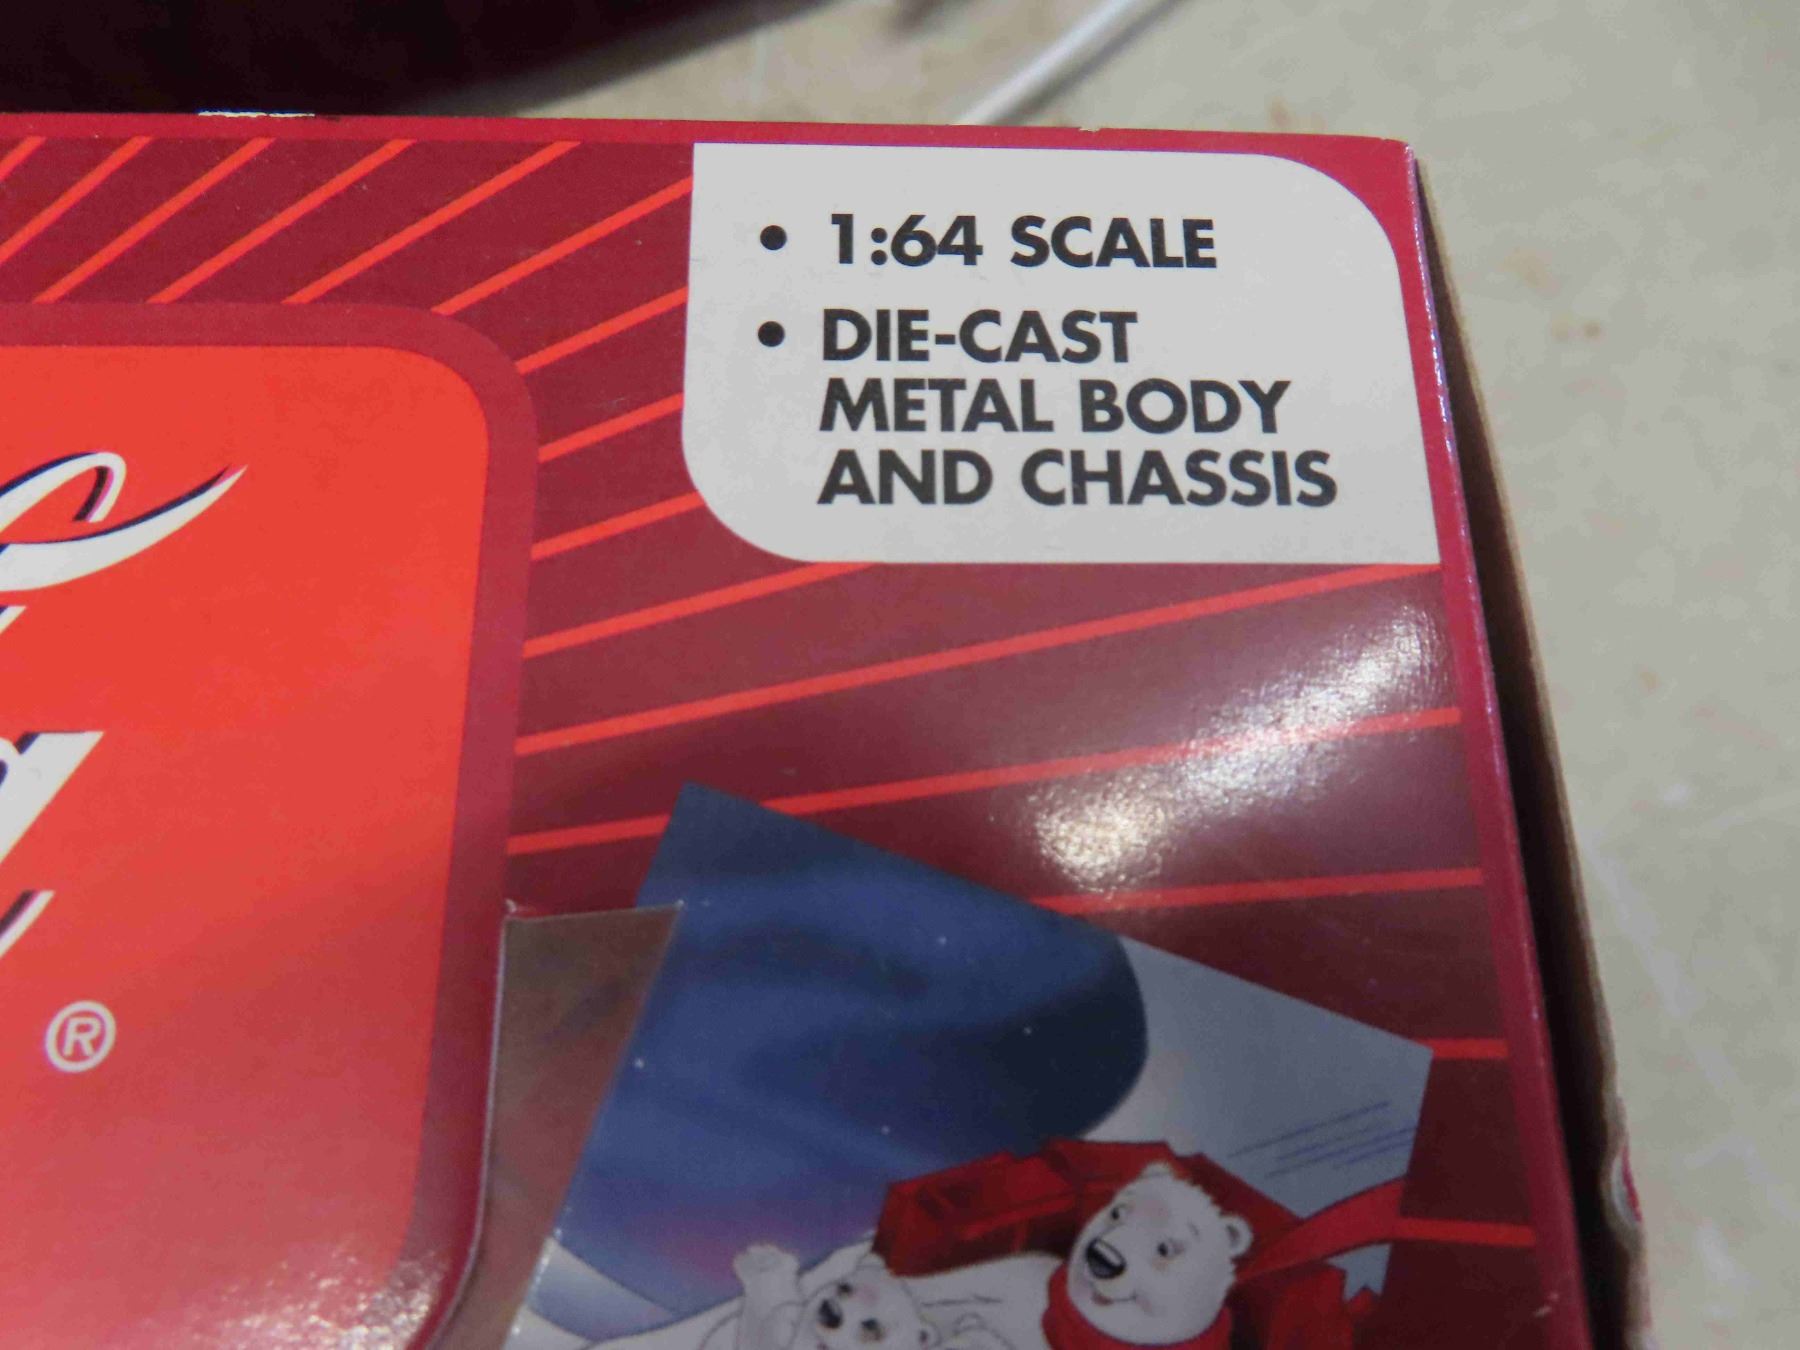 • 1:64 SCALE
• DIE-CAST
METAL BODY
AND CHASSIS
®